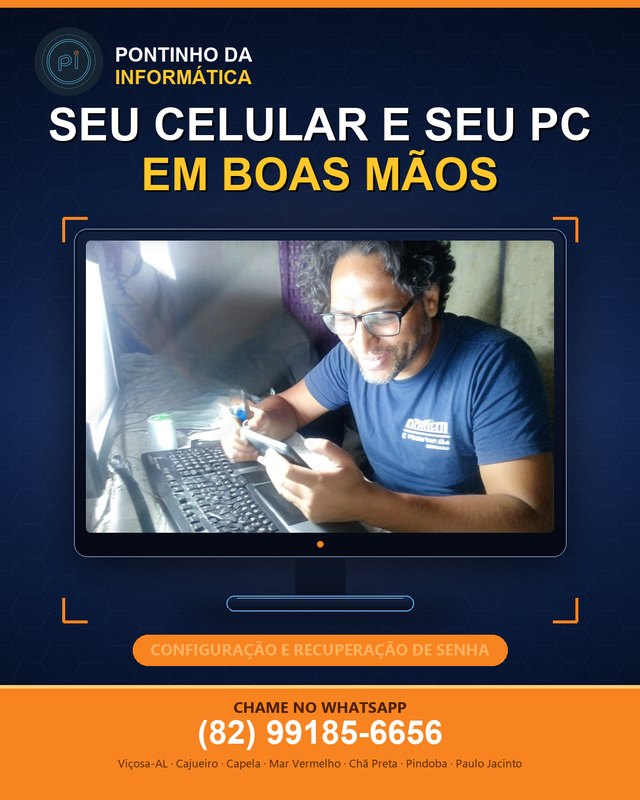 pi
PONTINHO DA
INFORMÁTICA
SEU CELULAR E SEU PC
EM BOAS MÃOS
CONFIGURAÇÃO E RECUPERAÇÃO DE SENHA
CHAME NO WHATSAPP
(82) 99185-6656
Viçosa-AL · Cajueiro · Capela · Mar Vermelho · Chã Preta · Pindoba · Paulo Jacinto